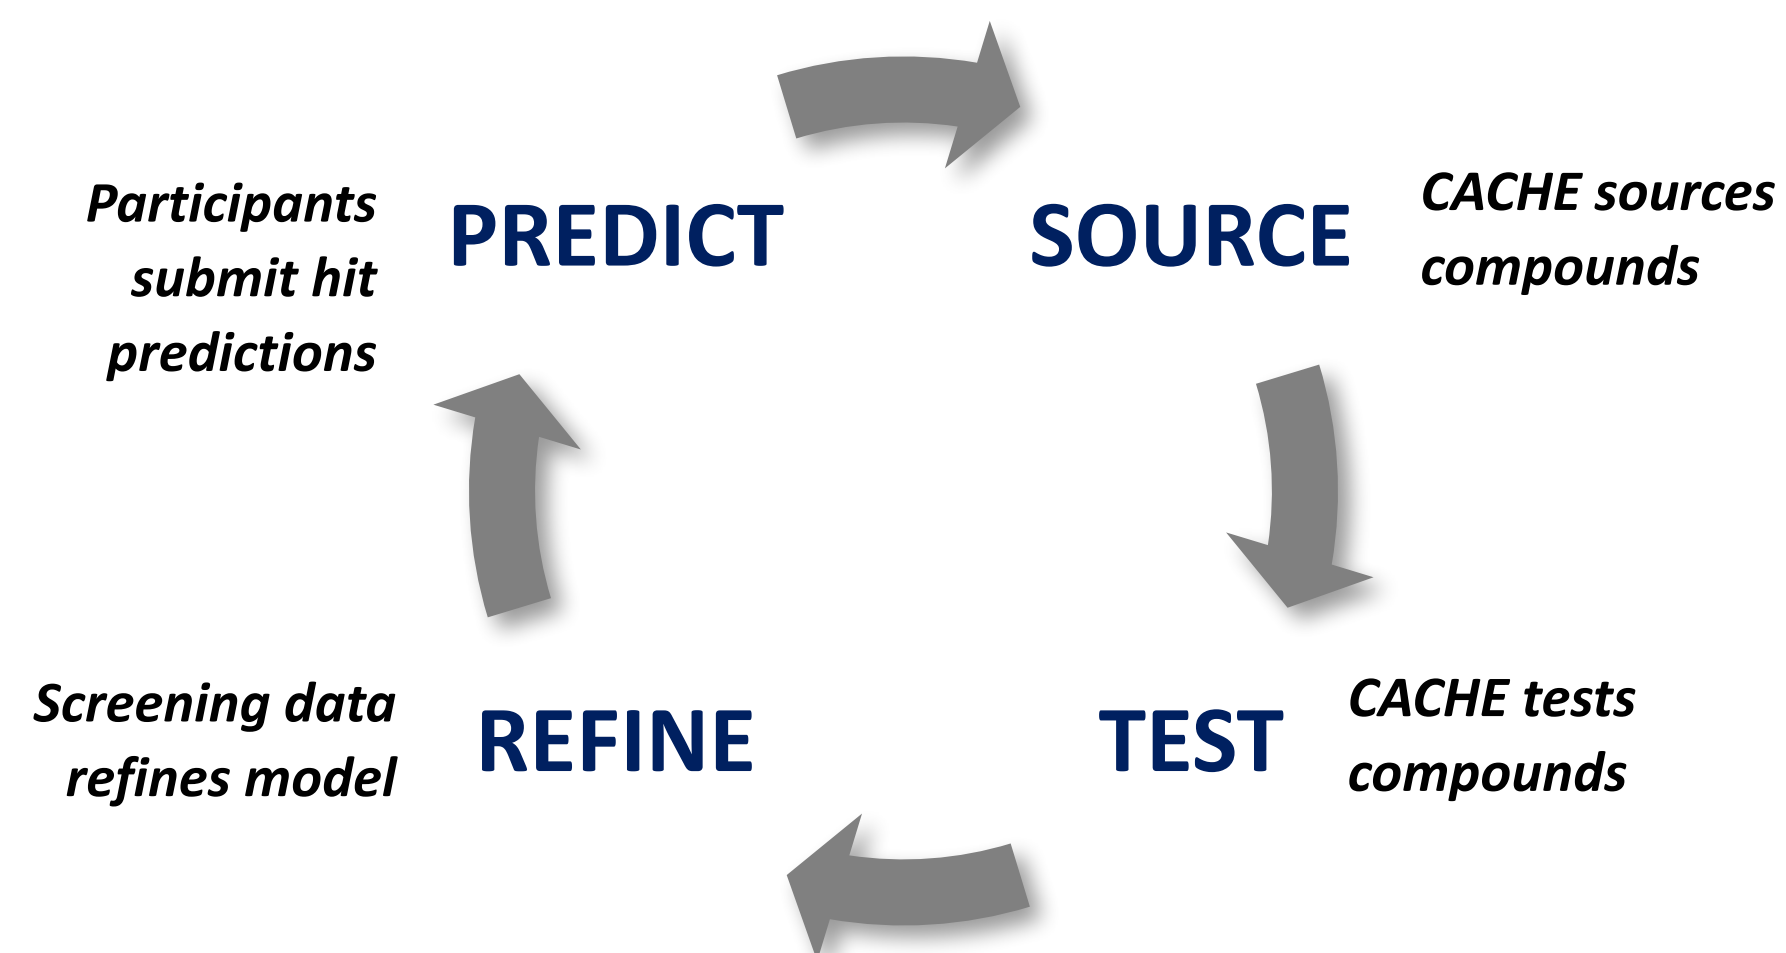 Participants
submit hit
predictions
PREDICT
SOURCE
CACHE sources
compounds
Screening data
refines model
REFINE
TEST
CACHE tests
compounds